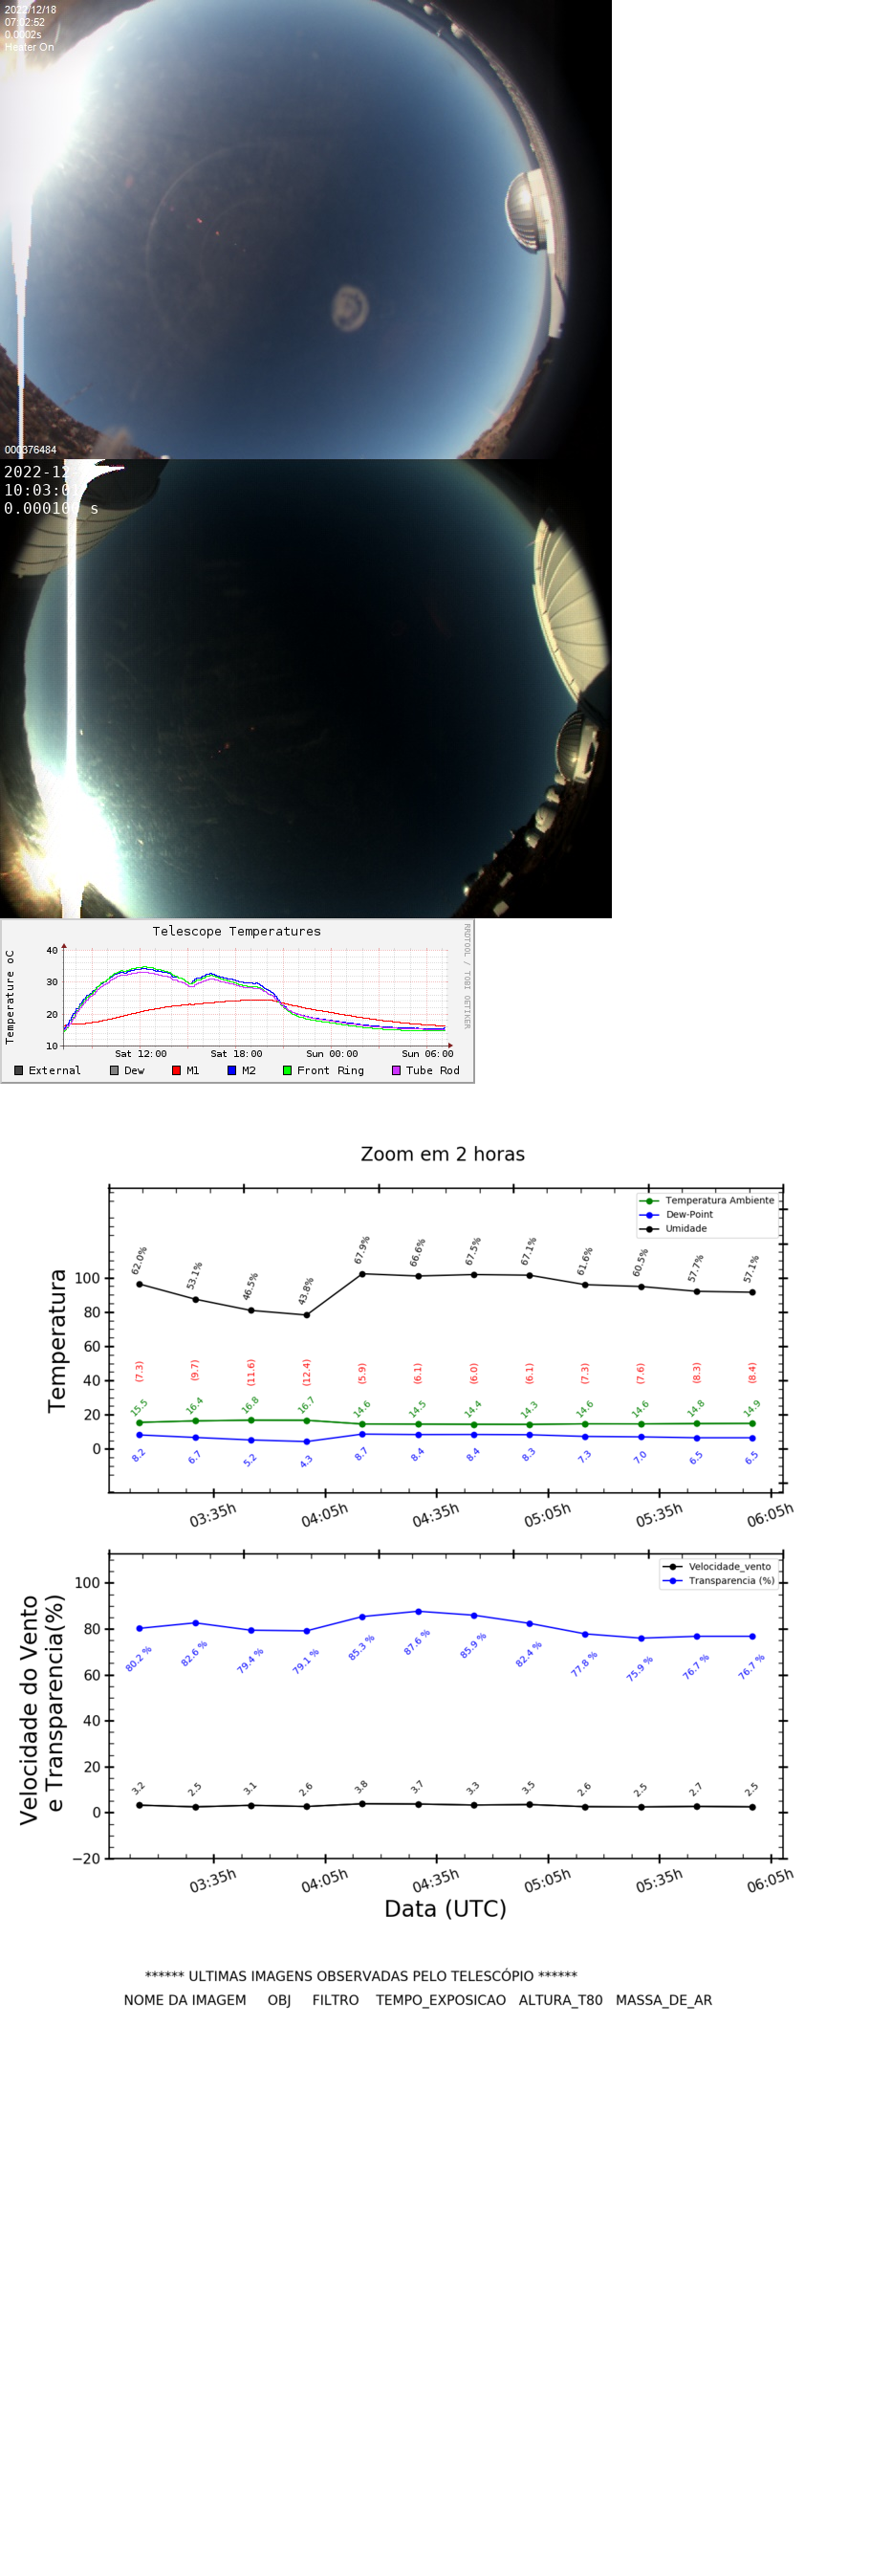 2022/12/18
07:02:52
0.0002s
Heater On
000376484
2022-12
10:03:0
0.000100 s
Telescope Temperatures
RRDTOOL / TOBI OETIKER
Temperature oC
40
30
20
10
Sat 12:00 Sat 18:00 Sun 00:00 Sun 06:00
External Dew M1 M2 Front Ring Tube Rod
Zoom em 2 horas
Temperatura Ambiente
Dew-Point
Umidade
Temperatura
100
80
60
40
20
0
62.0% 53.1% 46.5% 43.8% 67.9% 66.6% 67.5% 67.1% 61.6% 60.5% 57.7% 57.1%
(7.3) (9.7) (11.6) (12.4) (5.9) (6.1) (6.0) (6.1) (7.3) (7.6) (8.3) (8.4)
15.5 16.4 16.8 16.7 14.6 14.5 14.4 14.3 14.6 14.6 14.8 14.9
8.2 6.7 5.2 4.3 8.7 8.4 8.4 8.3 7.3 7.0 6.5 6.5
03:35h 04:05h 04:35h 05:05h 05:35h 06:05h
Velocidade_vento
Transparencia (%)
Velocidade do Vento
e Transparencia(%)
100
80
60
40
20
0
−20
80.2 % 82.6 % 79.4 % 79.1 % 85.3 % 87.6 % 85.9 % 82.4 % 77.8 % 75.9 % 76.7 % 76.7 %
3.2 2.5 3.1 2.6 3.8 3.7 3.3 3.5 2.6 2.5 2.7 2.5
03:35h 04:05h 04:35h 05:05h 05:35h 06:05h
Data (UTC)
****** ULTIMAS IMAGENS OBSERVADAS PELO TELESCÓPIO ******
NOME DA IMAGEM OBJ FILTRO TEMPO_EXPOSICAO ALTURA_T80 MASSA_DE_AR